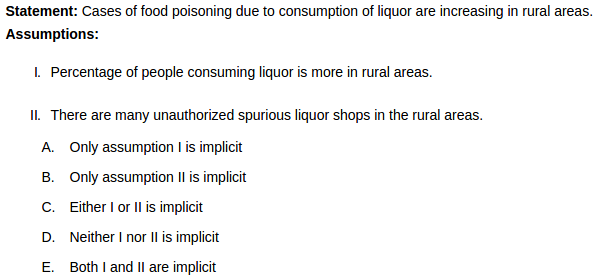 Statement: Cases of food poisoning due to consumption of liquor are increasing in rural areas.
Assumptions:
I. Percentage of people consuming liquor is more in rural areas.
II. There are many unauthorized spurious liquor shops in the rural areas.
A. Only assumption I is implicit
B. Only assumption II is implicit
C. Either I or II is implicit
D. Neither I nor II is implicit
E. Both I and II are implicit